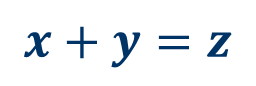 x + y = z